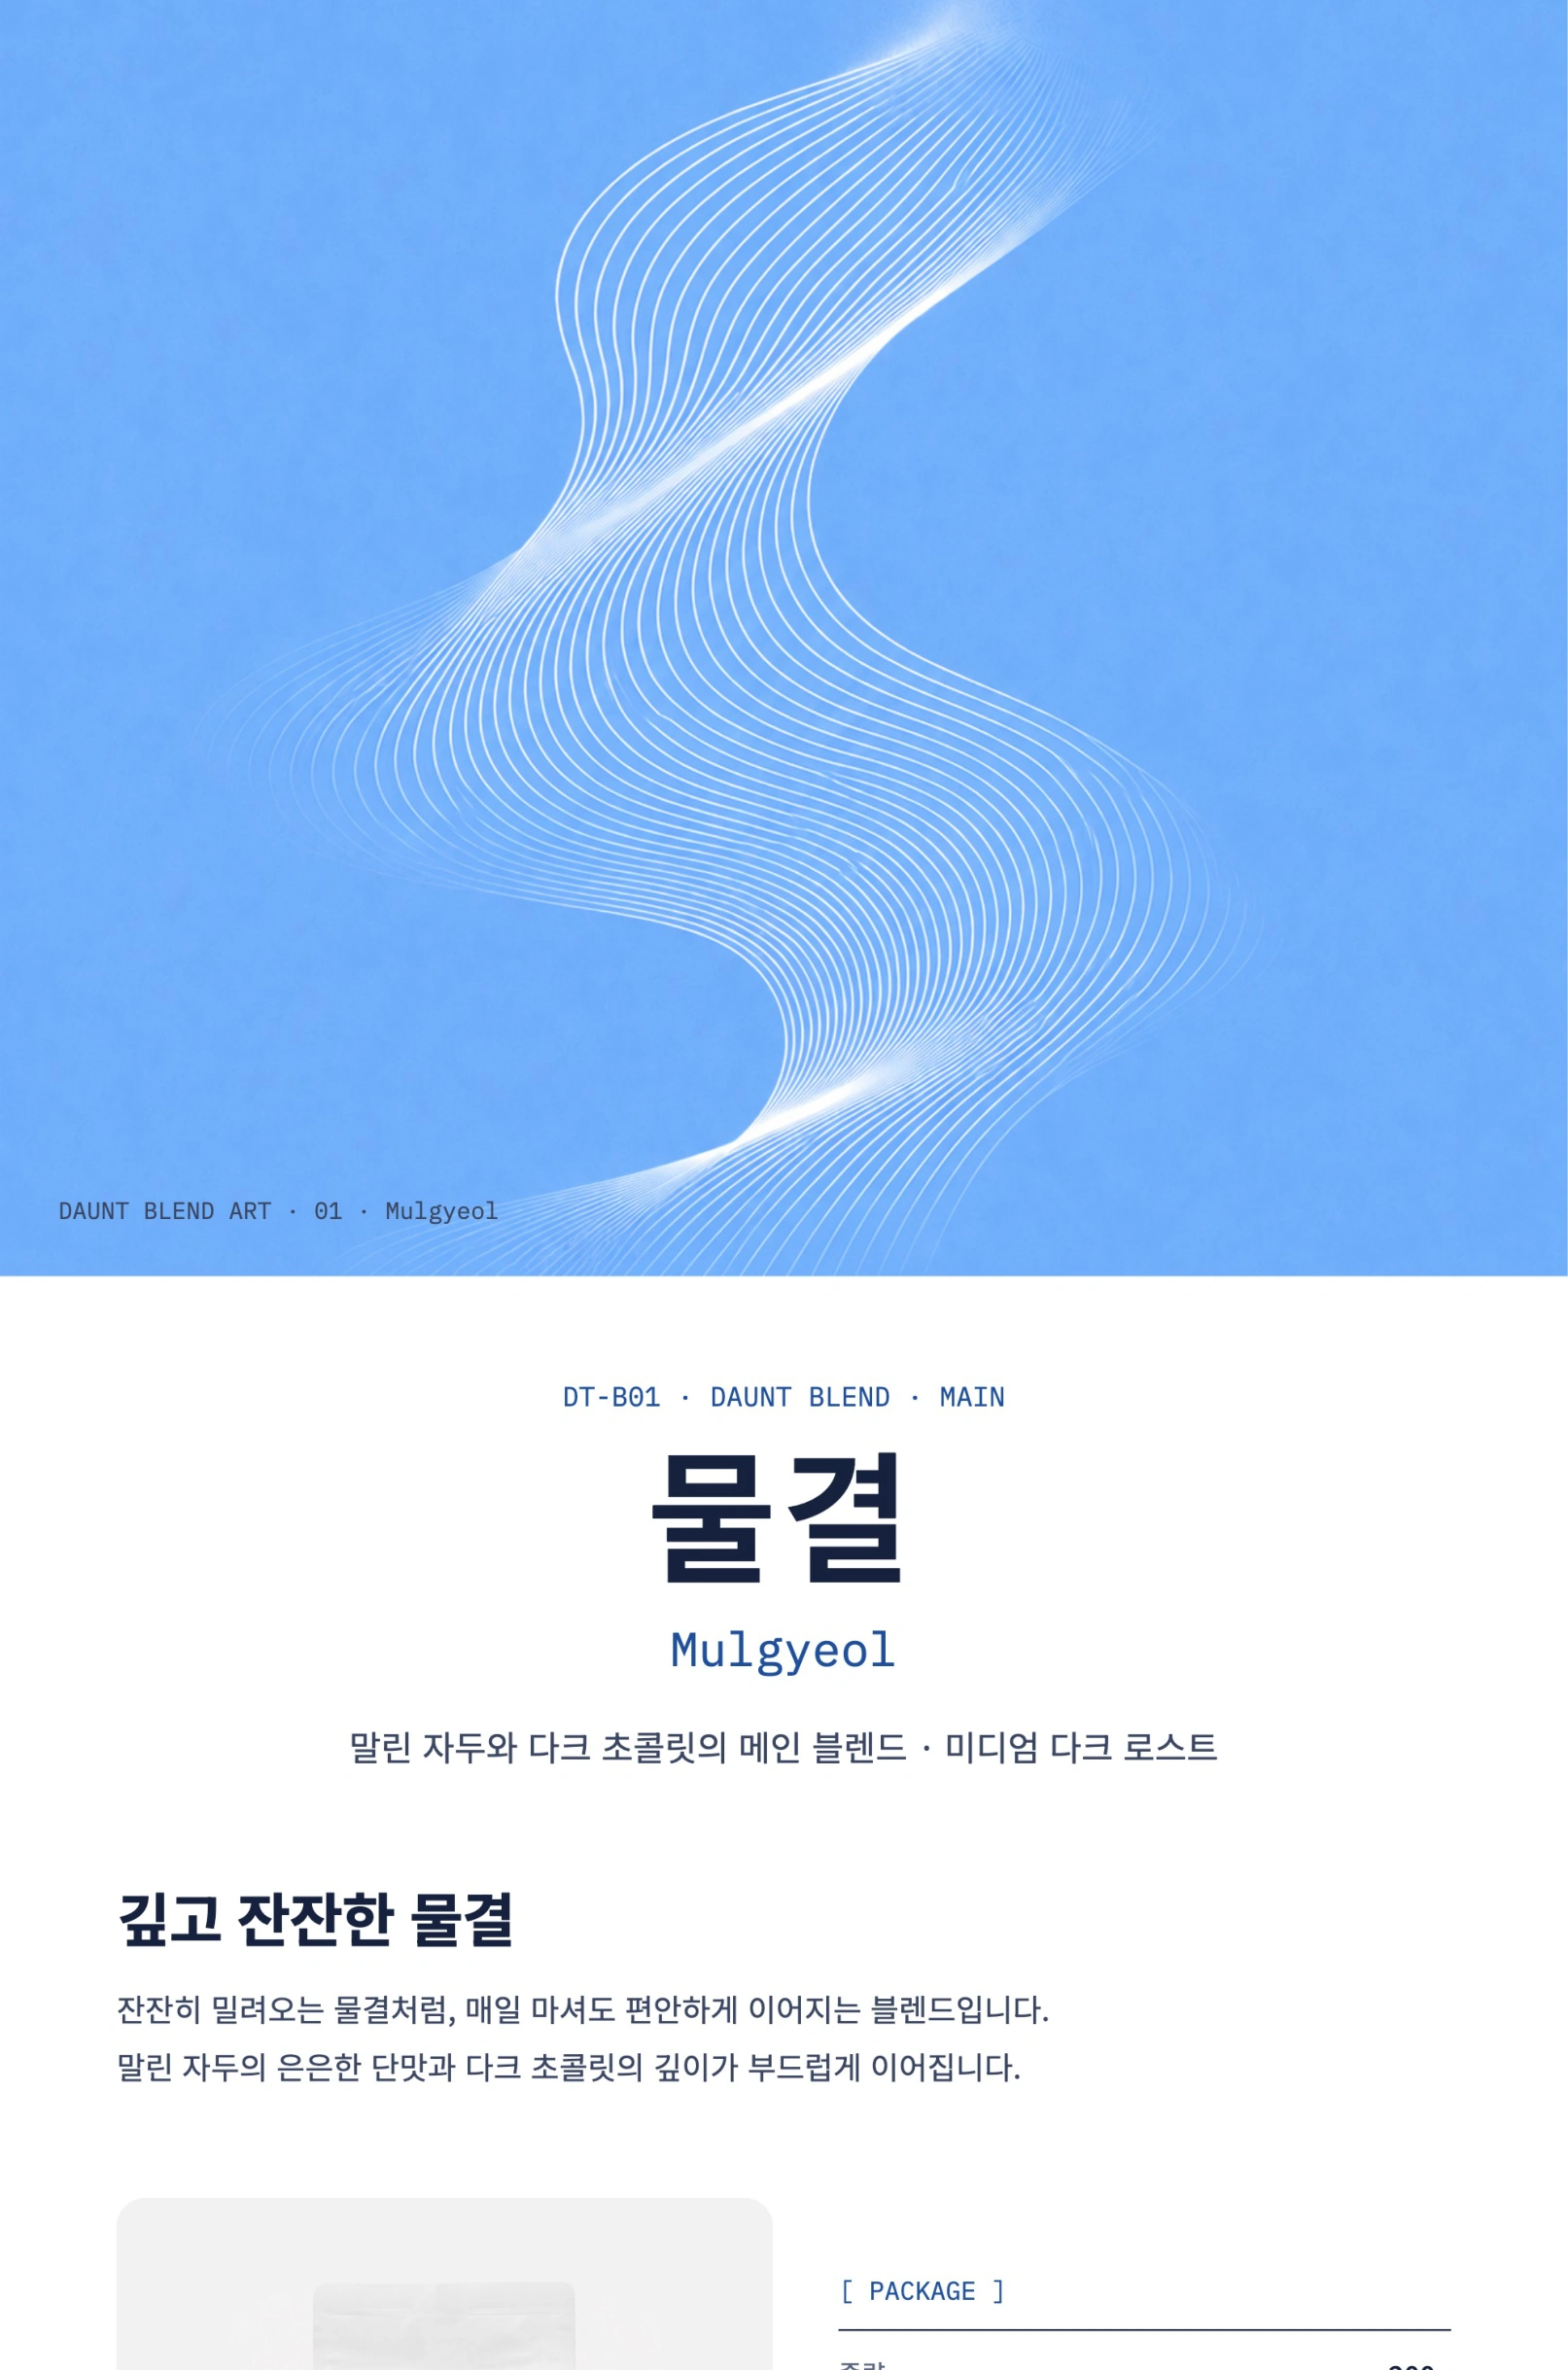 DAUNT BLEND ART · 01 · Mulgyeol
DT-B01 · DAUNT BLEND · MAIN
물결
Mulgyeol
말린 자두와 다크 초콜릿의 메인 블렌드 · 미디엄 다크 로스트
깊고 잔잔한 물결
잔잔히 밀려오는 물결처럼, 매일 마셔도 편안하게 이어지는 블렌드입니다.
말린 자두의 은은한 단맛과 다크 초콜릿의 깊이가 부드럽게 이어집니다.
[ PACKAGE ]